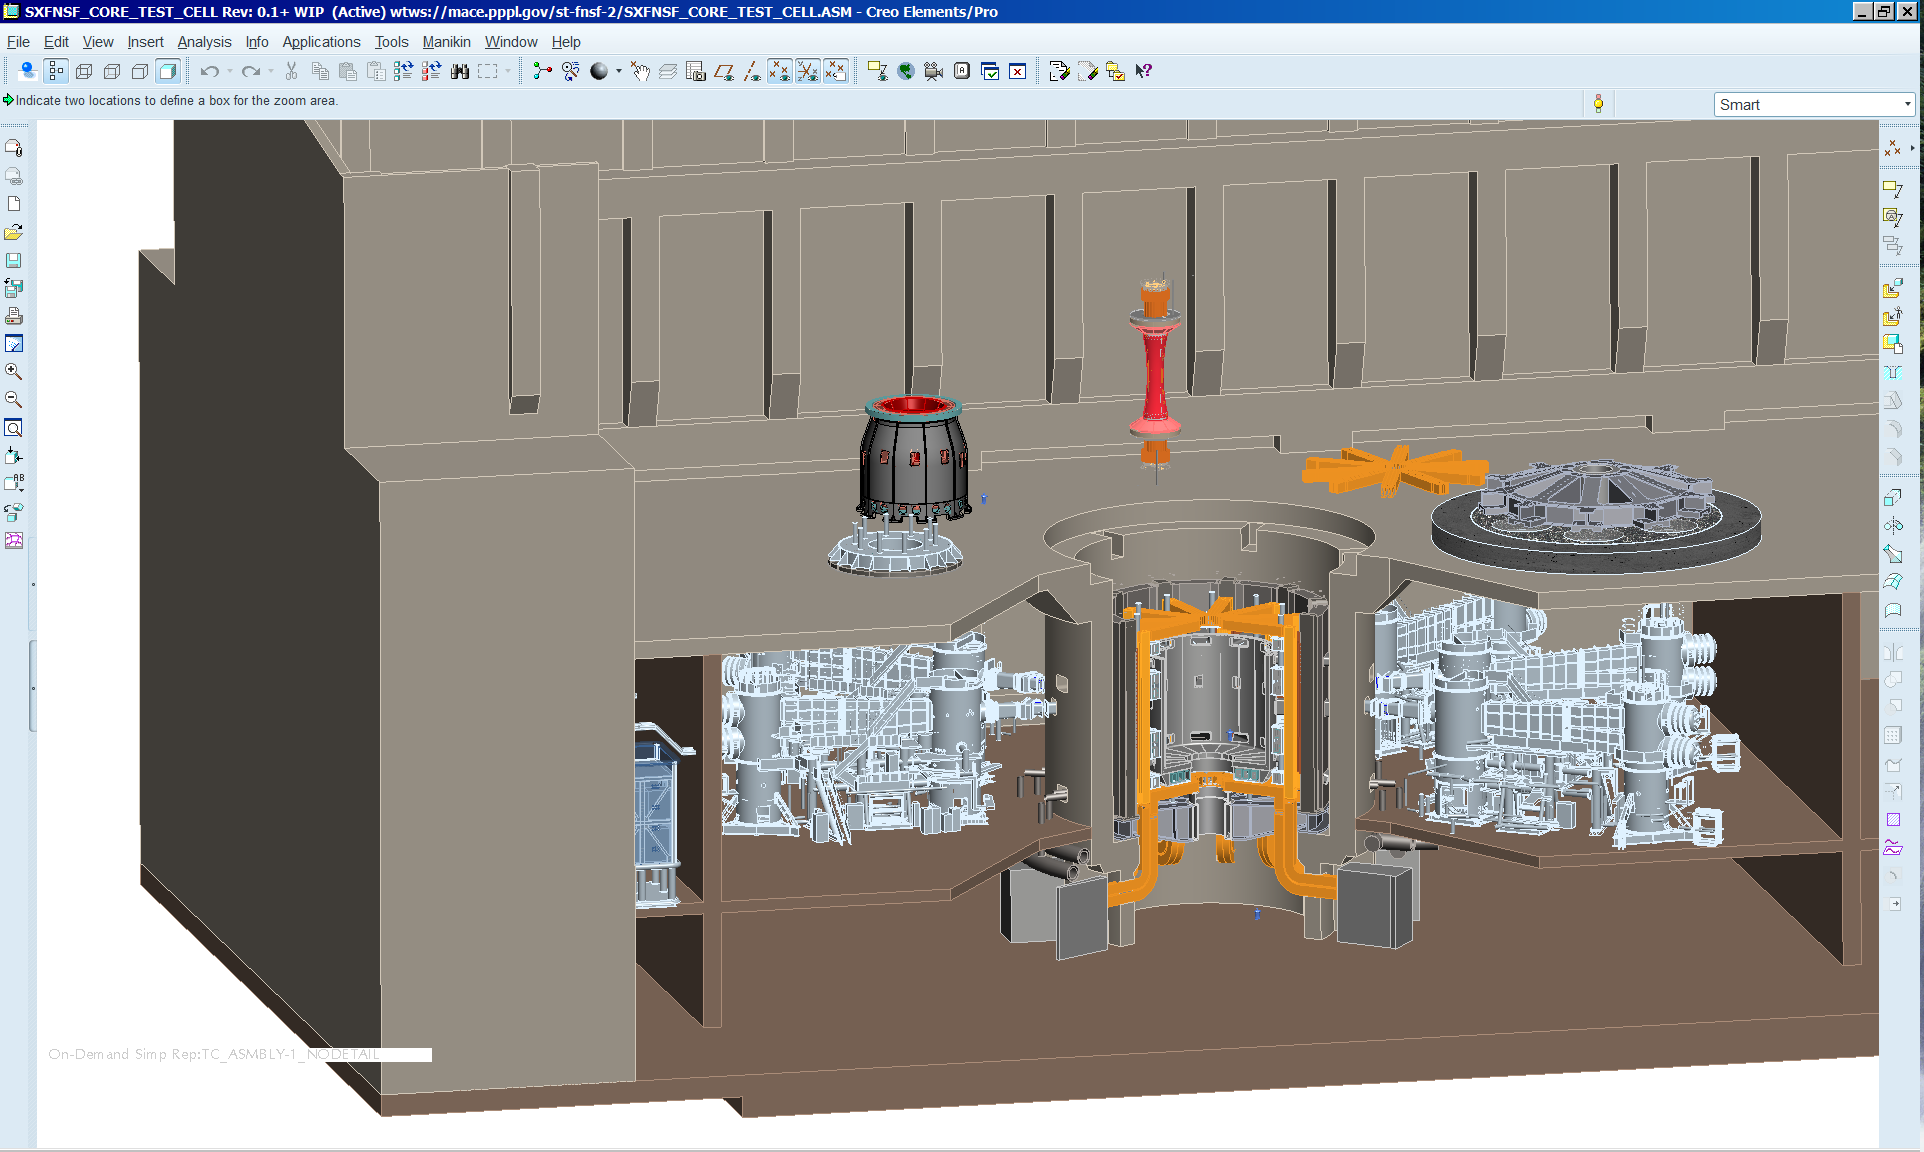 SXFNSF_CORE_TEST_CELL Rev: 0.1+ WIP (Active) wtws://mace.pppl.gov/st-fnsf-2/SXFNSF_CORE_TEST_CELL.ASM - Creo Elements/Pro
File Edit View Insert Analysis Info Applications Tools Manikin Window Help
Indicate two locations to define a box for the zoom area.
Smart
On-Demand Simp Rep:TC_ASMBLY-1_NODETAIL